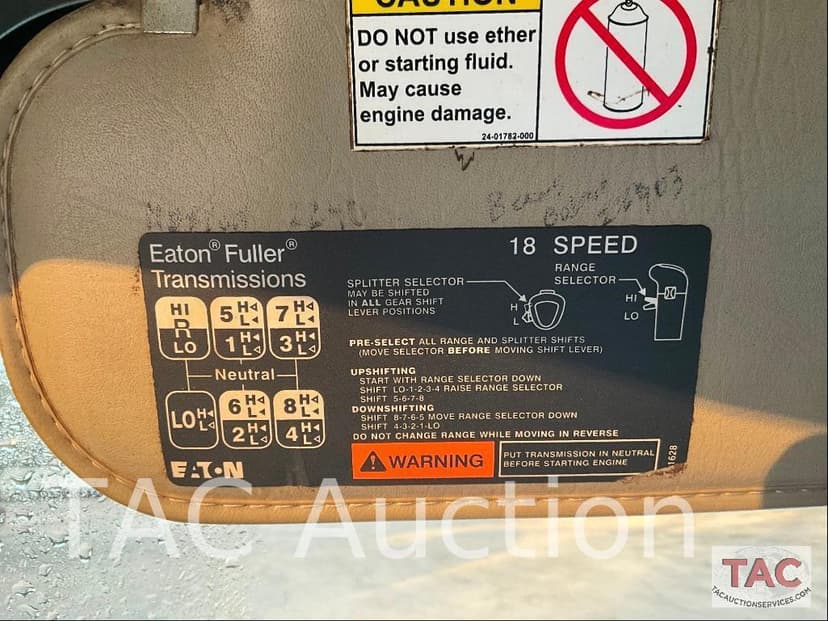 CAUTION
DO NOT use ether
or starting fluid.
May cause
engine damage.
24-01782-000
Eaton® Fuller®
Transmissions
18 SPEED
SPLITTER SELECTOR
MAY BE SHIFTED
IN ALL GEAR SHIFT
LEVER POSITIONS
H
L
RANGE
SELECTOR
HI
LO
HI
R
LO
5 H L
1 H L
7 H L
3 H L
Neutral
LO H L
6 H L
2 H L
8 H L
4 H L
PRE-SELECT ALL RANGE AND SPLITTER SHIFTS
(MOVE SELECTOR BEFORE MOVING SHIFT LEVER)
UPSHIFTING
START WITH RANGE SELECTOR DOWN
SHIFT LO-1-2-3-4 RAISE RANGE SELECTOR
SHIFT 5-6-7-8
DOWNSHIFTING
SHIFT 8-7-6-5 MOVE RANGE SELECTOR DOWN
SHIFT 4-3-2-1-LO
DO NOT CHANGE RANGE WHILE MOVING IN REVERSE
WARNING
PUT TRANSMISSION IN NEUTRAL
BEFORE STARTING ENGINE
1628
EATON
TAC Auction
TAC
TACAUCTIONSERVICES.COM